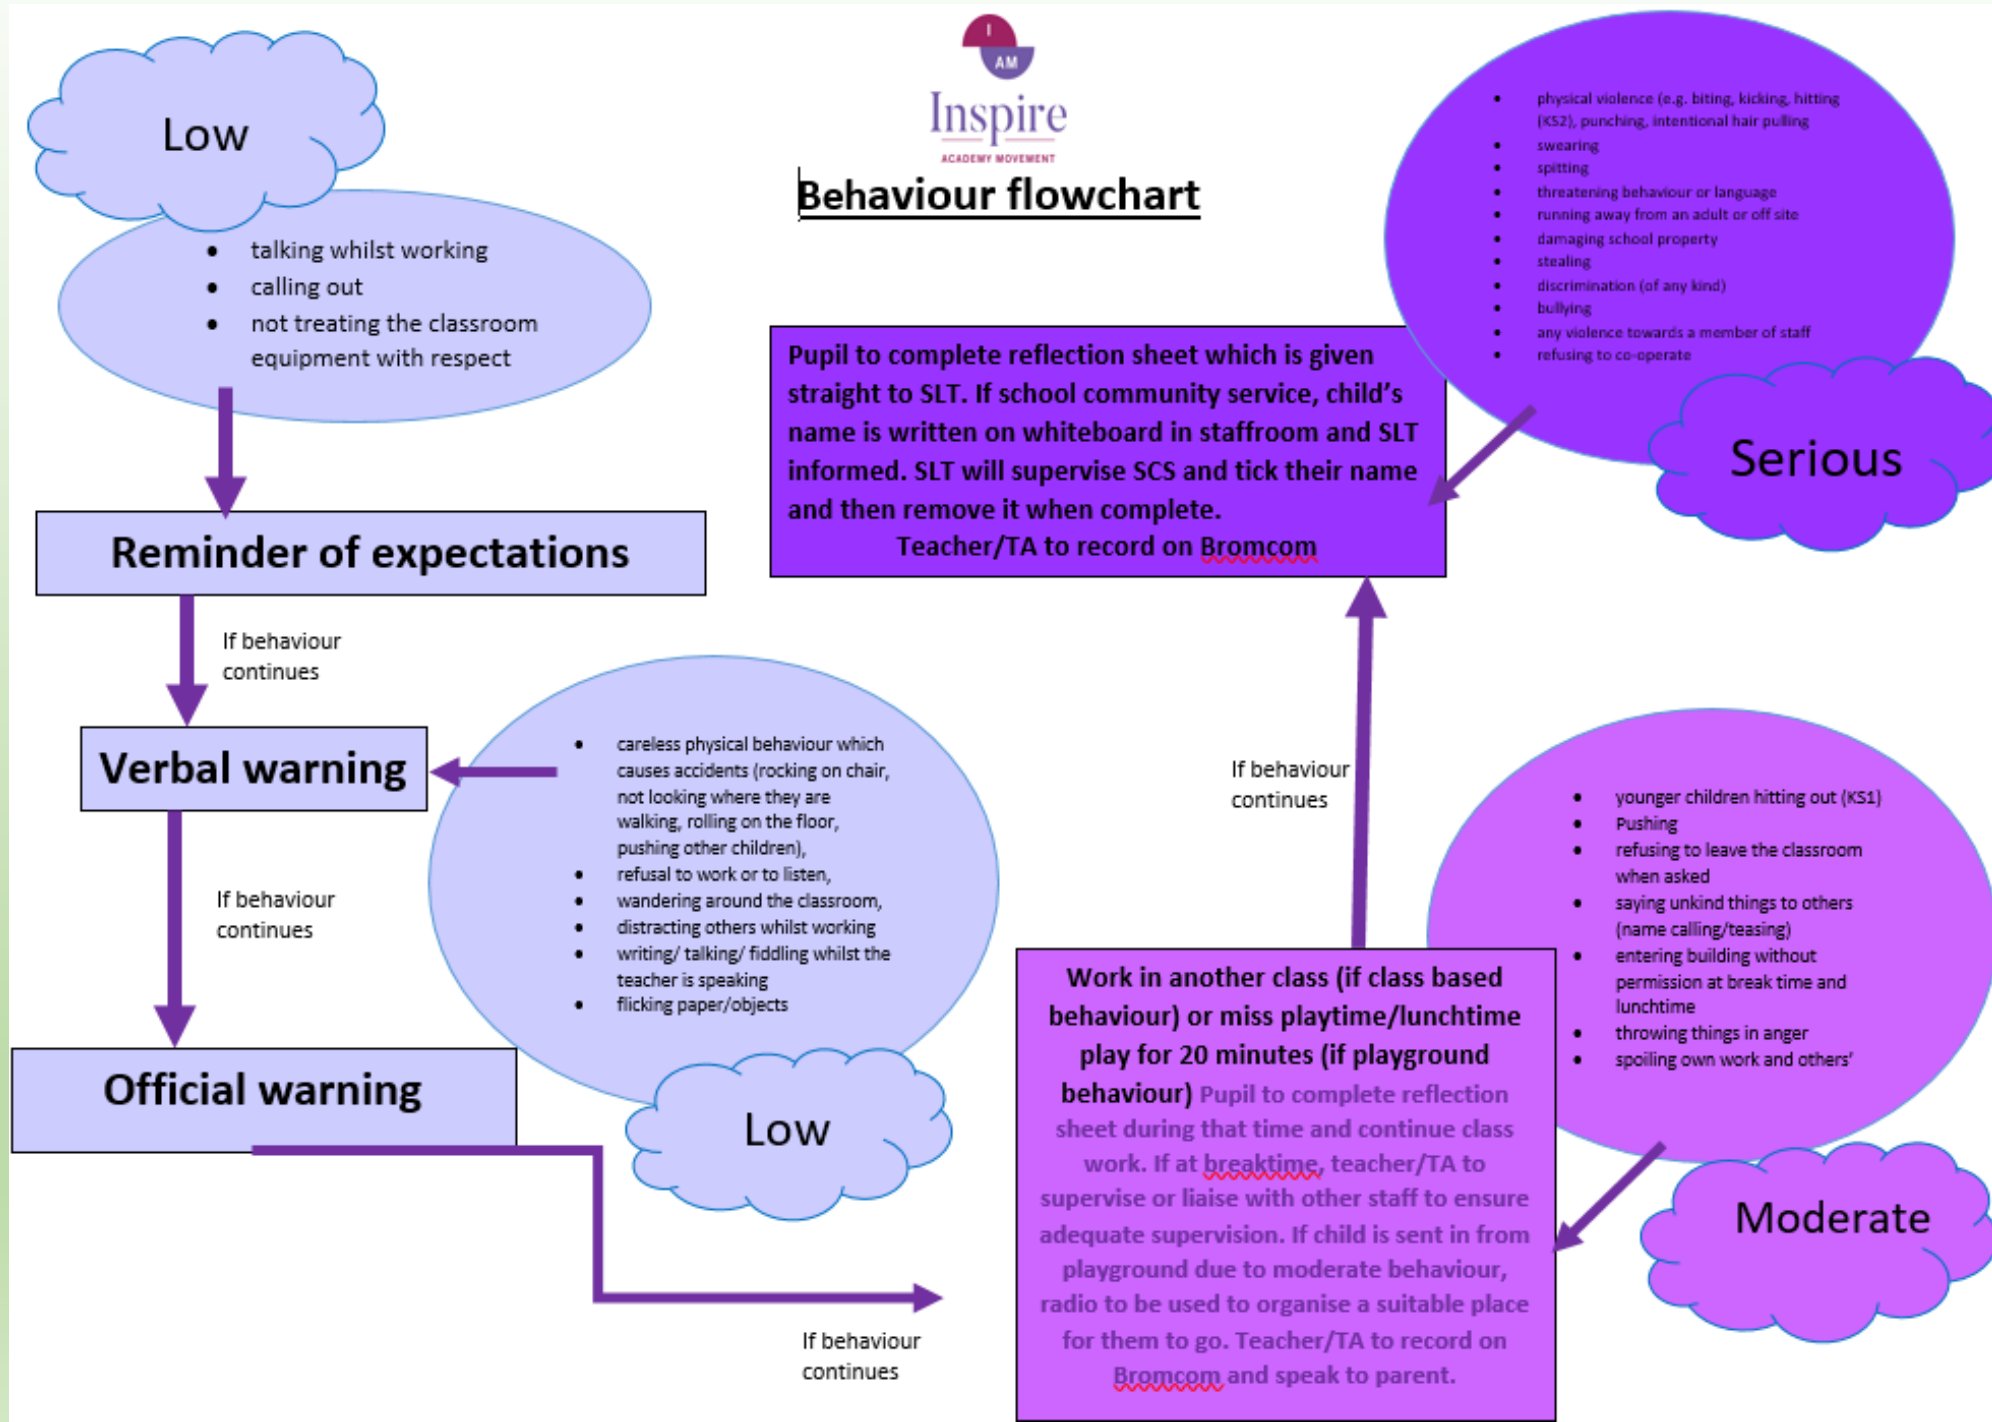 I
AM
Inspire
ACADEMY MOVEMENT
Behaviour flowchart
Low
• talking whilst working
• calling out
• not treating the classroom
equipment with respect
Reminder of expectations
If behaviour
continues
Verbal warning
• careless physical behaviour which
causes accidents (rocking on chair,
not looking where they are
walking, rolling on the floor,
pushing other children),
• refusal to work or to listen,
• wandering around the classroom,
• distracting others whilst working
• writing/ talking/ fiddling whilst the
teacher is speaking
• flicking paper/objects
Low
If behaviour
continues
Official warning
If behaviour
continues
• younger children hitting out (KS1)
• Pushing
• refusing to leave the classroom
when asked
• saying unkind things to others
(name calling/teasing)
• entering building without
permission at break time and
lunchtime
• throwing things in anger
• spoiling own work and others’
Moderate
Work in another class (if class based
behaviour) or miss playtime/lunchtime
play for 20 minutes (if playground
behaviour) Pupil to complete reflection
sheet during that time and continue class
work. If at breaktime, teacher/TA to
supervise or liaise with other staff to ensure
adequate supervision. If child is sent in from
playground due to moderate behaviour,
radio to be used to organise a suitable place
for them to go. Teacher/TA to record on
Bromcom and speak to parent.
If behaviour
continues
• physical violence (e.g. biting, kicking, hitting
(KS2), punching, intentional hair pulling
• swearing
• spitting
• threatening behaviour or language
• running away from an adult or off site
• damaging school property
• stealing
• discrimination (of any kind)
• bullying
• any violence towards a member of staff
• refusing to co-operate
Serious
Pupil to complete reflection sheet which is given
straight to SLT. If school community service, child’s
name is written on whiteboard in staffroom and SLT
informed. SLT will supervise SCS and tick their name
and then remove it when complete.
Teacher/TA to record on Bromcom